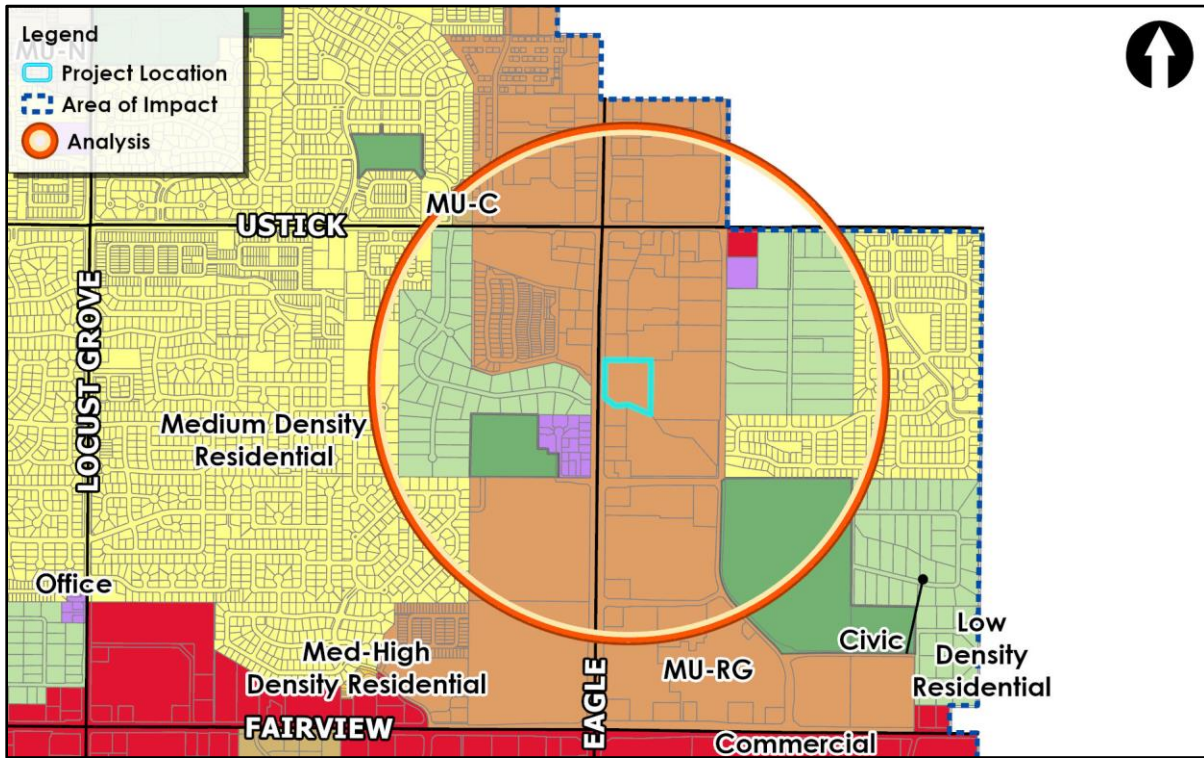 Legend
MU-N
Project Location
Area of Impact
Analysis
MU-C
USTICK
LOCUST GROVE
Medium Density
Residential
Office
Med-High
Density Residential
FAIRVIEW
EAGLE
MU-RG
Civic
Low
Density
Residential
Commercial